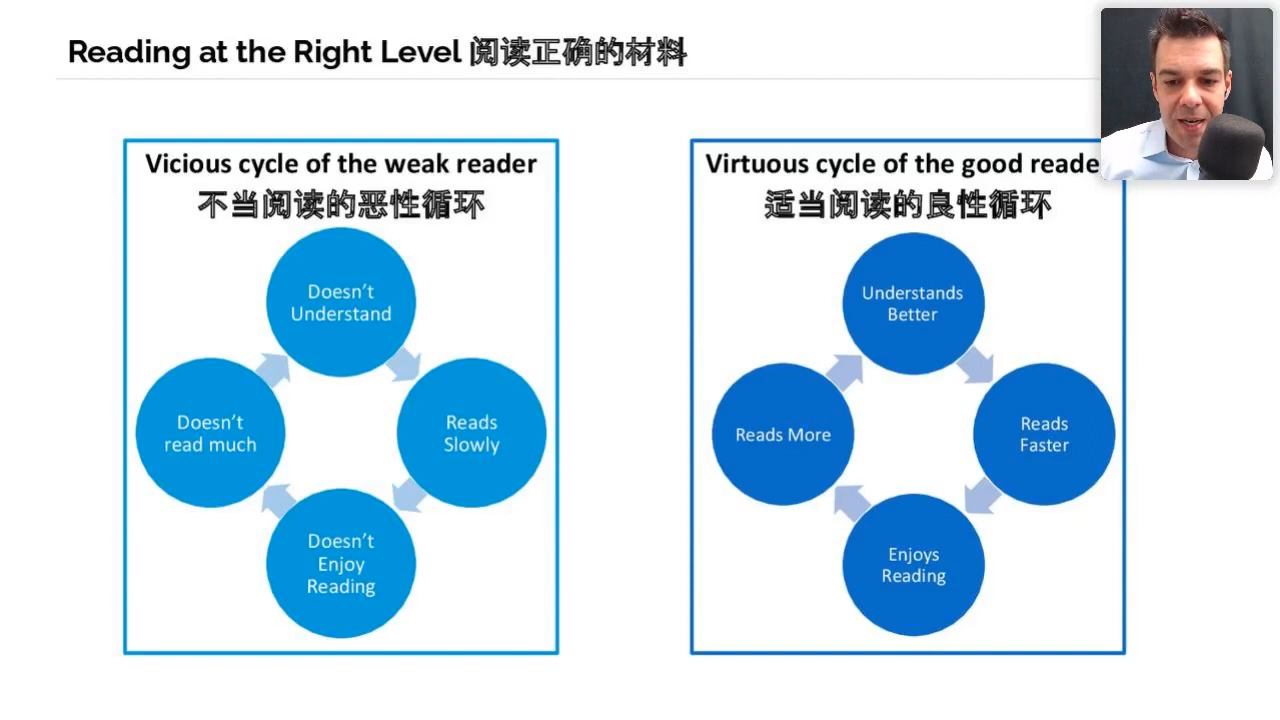 Reading at the Right Level 阅读正确的材料
Vicious cycle of the weak reader
不当阅读的恶性循环
Doesn't
Understand
Reads
Slowly
Doesn't
Enjoy
Reading
Doesn't
read much
Virtuous cycle of the good reade
适当阅读的良性循环
Understands
Better
Reads
Faster
Enjoys
Reading
Reads More